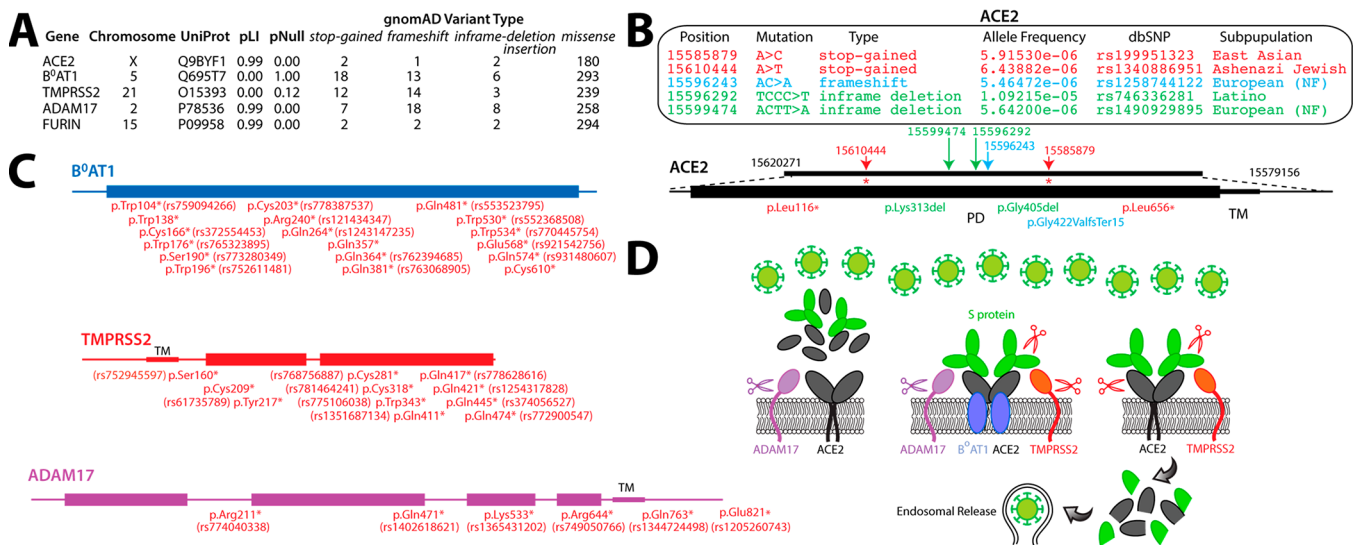 A
gnomAD Variant Type
Gene Chromosome UniProt pLI pNull stop-gained frameshift inframe-deletion missense
insertion
ACE2 X Q9BYF1 0.99 0.00 2 1 2 180
B⁰AT1 5 Q695T7 0.00 1.00 18 13 6 293
TMPRSS2 21 O15393 0.00 0.12 12 14 3 239
ADAM17 2 P78536 0.99 0.00 7 18 8 258
FURIN 15 P09958 0.99 0.00 2 2 2 294
B
ACE2
Position Mutation Type Allele Frequency dbSNP Subpupulation
15585879 A>C stop-gained 5.91530e-06 rs199951323 East Asian
15610444 A>T stop-gained 6.43882e-06 rs1340886951 Ashenazi Jewish
15596243 AC>A frameshift 5.46472e-06 rs1258744122 European (NF)
15596292 TCCC>T inframe deletion 1.09215e-05 rs746336281 Latino
15599474 ACTT>A inframe deletion 5.64200e-06 rs1490929895 European (NF)
15599474 15596292
15610444 15596243 15585879
ACE2 15620271 15579156
* *
p.Leu116* Lys313del p.Gly405del p.Leu656* TM
PD p.Gly422ValfsTer15
C
B⁰AT1
p.Trp104* (rs759094266) p.Cys203* (rs778387537) p.Gln481* (rs553523795)
p.Trp138* p.Arg240* (rs121434347) p.Trp530* (rs552368508)
p.Cys166* (rs372554453) p.Gln264* (rs1243147235) p.Trp534* (rs770445754)
p.Trp176* (rs765323895) p.Gln357* p.Glu568* (rs921542756)
p.Ser190* (rs773280349) p.Gln364* (rs762394685) p.Gln574* (rs931480607)
p.Trp196* (rs752611481) p.Gln381* (rs763068905) p.Cys610*
TMPRSS2
TM
(rs752945597) p.Ser160* (rs768756887) p.Cys281* p.Gln417* (rs778628616)
p.Cys209* (rs781464241) p.Cys318* p.Gln421* (rs1254317828)
(rs61735789) p.Tyr217* (rs775106038) p.Trp343* p.Gln445* (rs374056527)
(rs1351687134) p.Gln411* p.Gln474* (rs772900547)
ADAM17
TM
p.Arg211* p.Gln471* p.Lys533* p.Arg644* p.Gln763* p.Glu821*
(rs774040338) (rs1402618621) (rs1365431202) (rs749050766) (rs1344724498) (rs1205260743)
D
S protein
ADAM17 ACE2 ADAM17 B⁰AT1 ACE2 TMPRSS2 ACE2 TMPRSS2
Endosomal Release